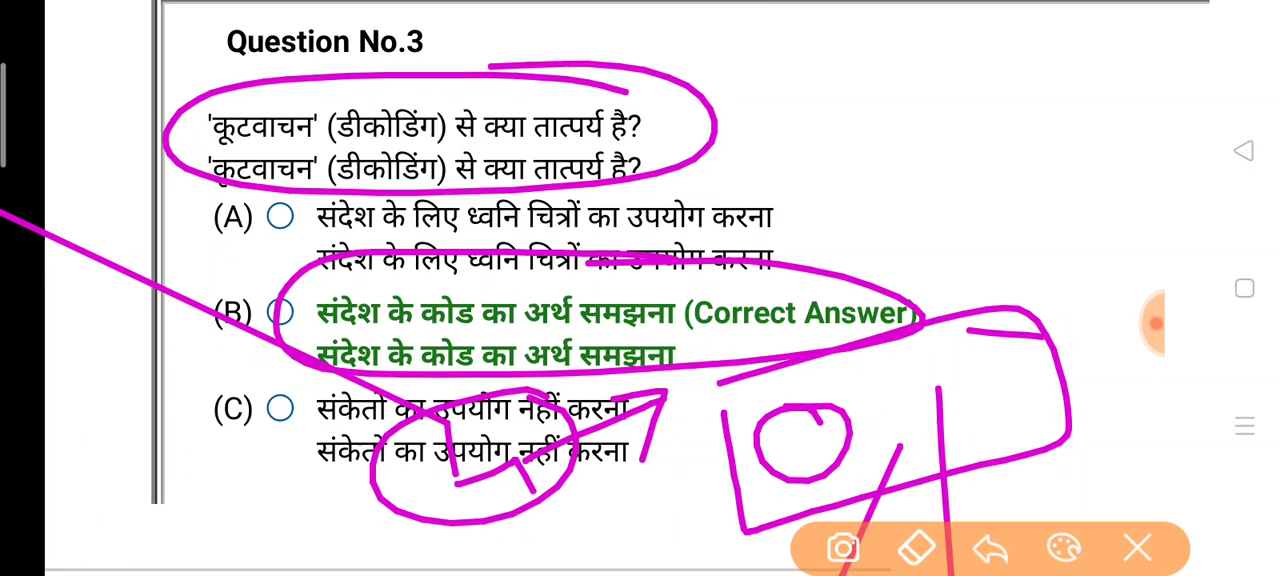 Question No.3
'कूटवाचन' (डीकोडिंग) से क्या तात्पर्य है?
'कूटवाचन' (डीकोडिंग) से क्या तात्पर्य है?
(A) संदेश के लिए ध्वनि चित्रों का उपयोग करना
संदेश के लिए ध्वनि चित्रों का उपयोग करना
(B) संदेश के कोड का अर्थ समझना (Correct Answer)
संदेश के कोड का अर्थ समझना
(C) संकेतों का उपयोग नहीं करना
संकेतों का उपयोग नहीं करना